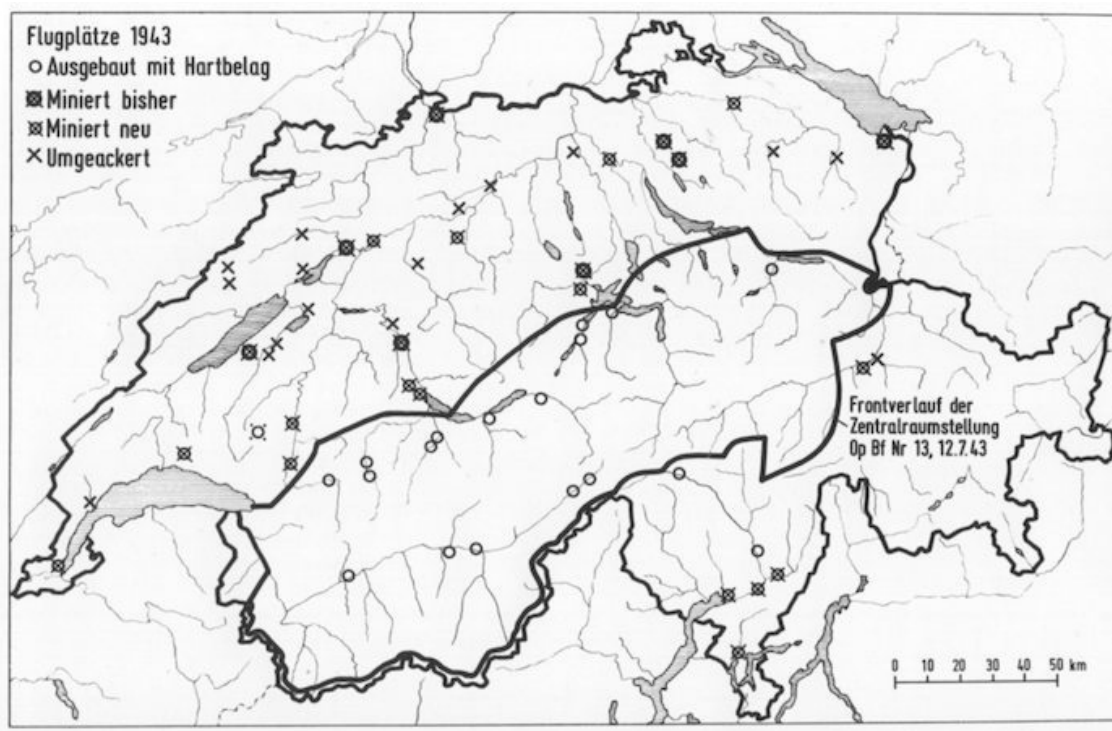 Flugplätze 1943
Ausgebaut mit Hartbelag
Miniert bisher
Miniert neu
Umgeackert
Frontverlauf der
Zentralraumstellung
Op Bf Nr 13, 12.7.43
0 10 20 30 40 50 km